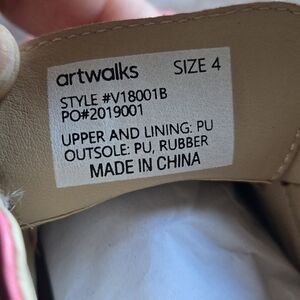 artwalks SIZE 4
STYLE #V18001B
PO#2019001
UPPER AND LINING: PU
OUTSOLE: PU, RUBBER
MADE IN CHINA